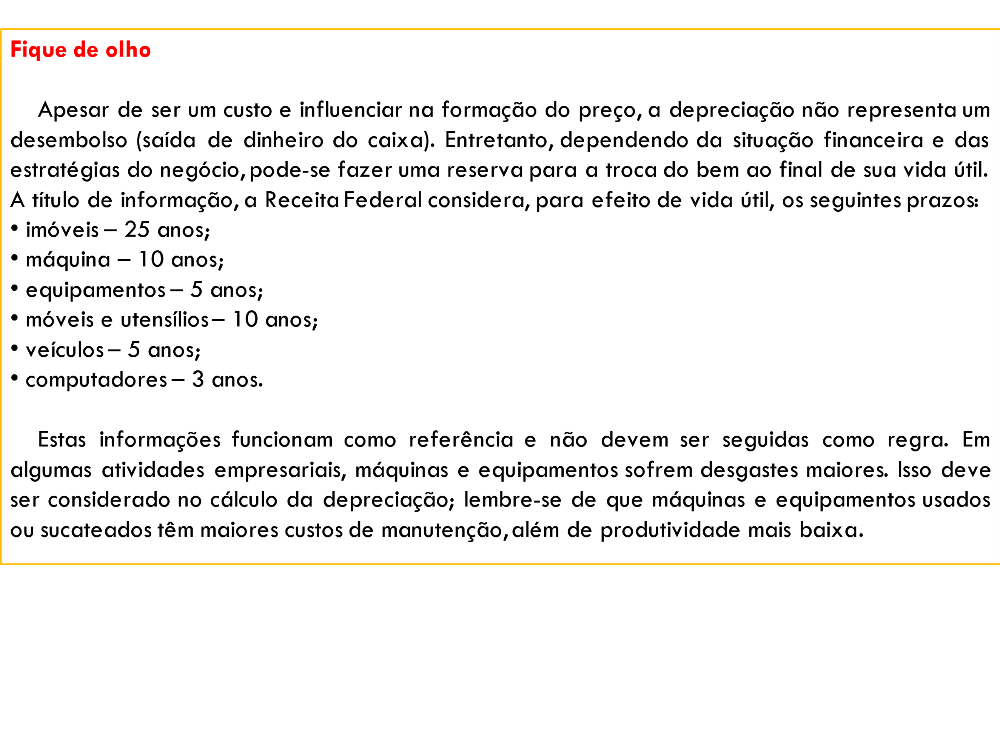 Fique de olho
Apesar de ser um custo e influenciar na formação do preço, a depreciação não representa um
desembolso (saída de dinheiro do caixa). Entretanto, dependendo da situação financeira e das
estratégias do negócio, pode-se fazer uma reserva para a troca do bem ao final de sua vida útil.
A título de informação, a Receita Federal considera, para efeito de vida útil, os seguintes prazos:
• imóveis – 25 anos;
• máquina – 10 anos;
• equipamentos – 5 anos;
• móveis e utensílios – 10 anos;
• veículos – 5 anos;
• computadores – 3 anos.
Estas informações funcionam como referência e não devem ser seguidas como regra. Em
algumas atividades empresariais, máquinas e equipamentos sofrem desgastes maiores. Isso deve
ser considerado no cálculo da depreciação; lembre-se de que máquinas e equipamentos usados
ou sucateados têm maiores custos de manutenção, além de produtividade mais baixa.